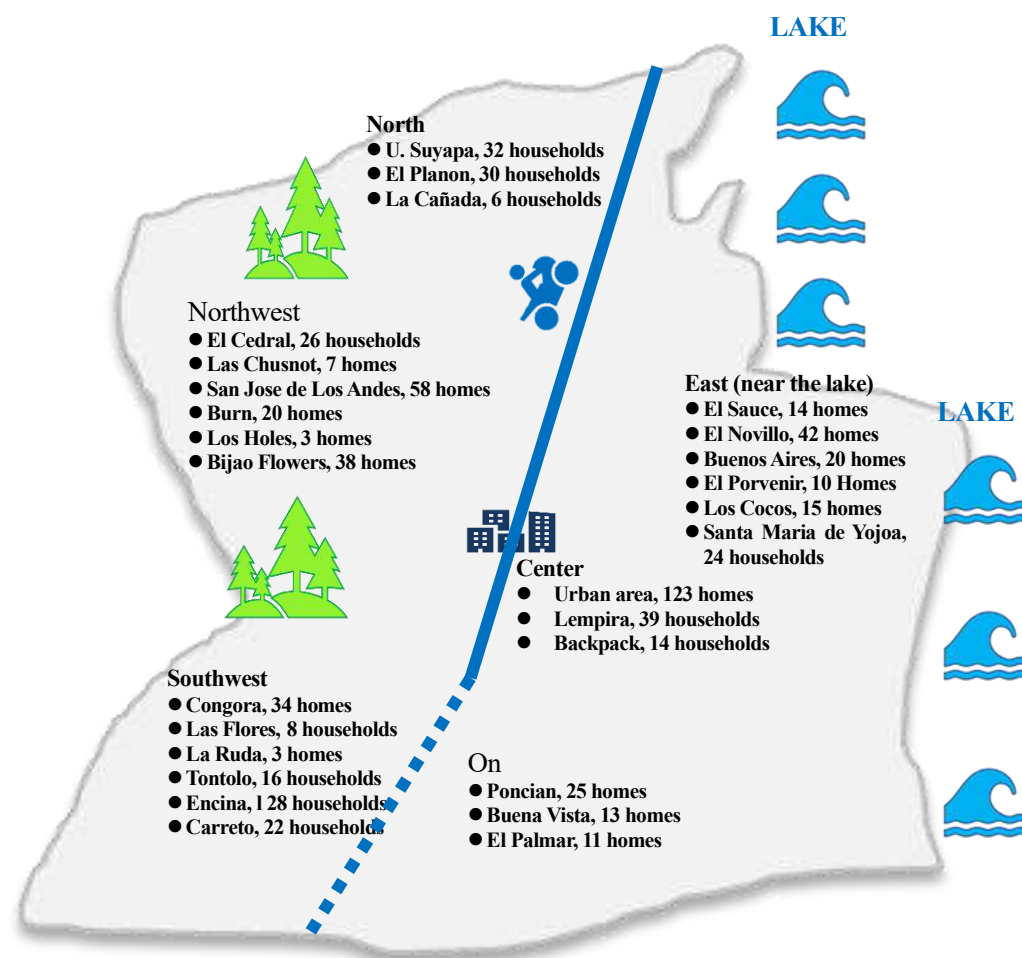 LAKE
North
● U. Suyapa, 32 households
● El Planon, 30 households
● La Cañada, 6 households
Northwest
● El Cedral, 26 households
● Las Chusnot, 7 homes
● San Jose de Los Andes, 58 homes
● Burn, 20 homes
● Los Holes, 3 homes
● Bijao Flowers, 38 homes
East (near the lake)
● El Sauce, 14 homes
● El Novillo, 42 homes
● Buenos Aires, 20 homes
● El Porvenir, 10 Homes
● Los Cocos, 15 homes
● Santa Maria de Yojoa,
24 households
LAKE
Center
● Urban area, 123 homes
● Lempira, 39 households
● Backpack, 14 households
Southwest
● Congora, 34 homes
● Las Flores, 8 households
● La Ruda, 3 homes
● Tontolo, 16 households
● Encina, l 28 households
● Carreto, 22 households
On
● Poncian, 25 homes
● Buena Vista, 13 homes
● El Palmar, 11 homes